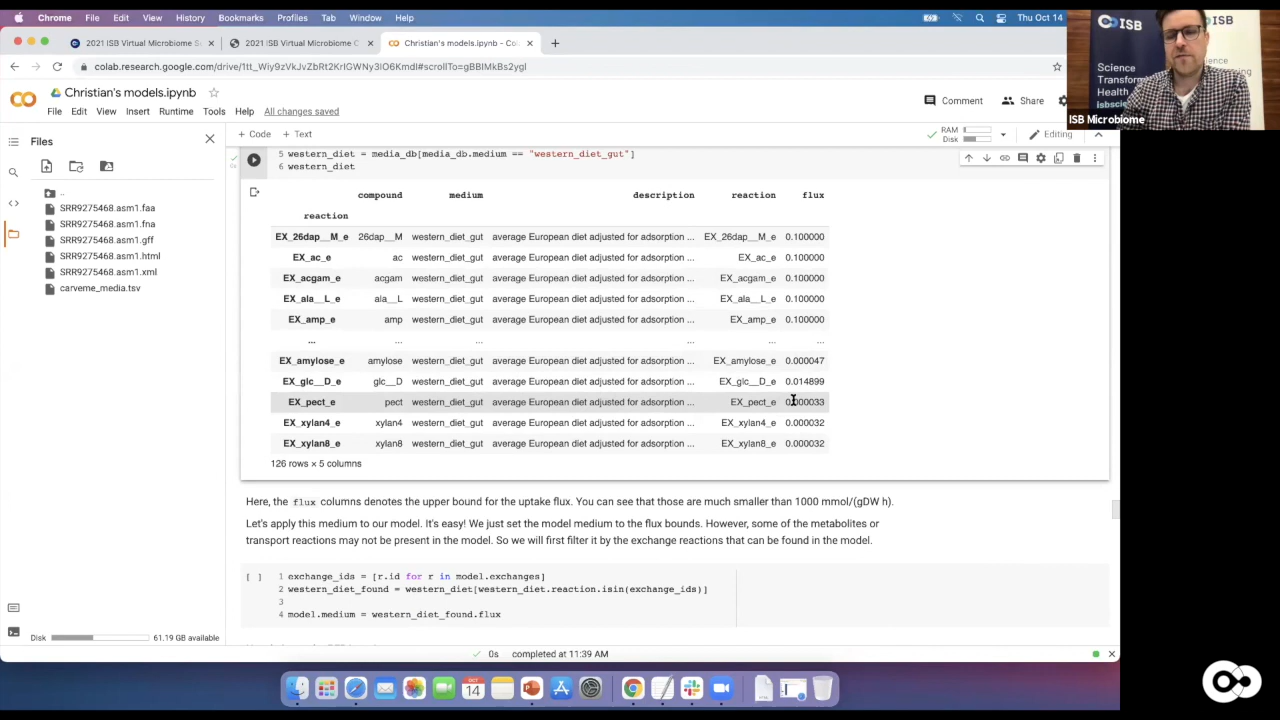 Chrome File Edit View History Bookmarks Profiles Tab Window Help Thu Oct 14
2021 ISB Virtual Microbiome S
2021 ISB Virtual Microbiome C
Christian's models.ipynb - Co
colab.research.google.com/drive/1tt_Wiy9zVkJvZbRt2KrIGWNy3IO6KmdI#scrollTo=gBBIMkBs2ygl
Christian's models.ipynb
File Edit View Insert Runtime Tools Help All changes saved
Comment Share
+ Code + Text
RAM
Disk
Editing
Files
..
SRR9275468.asm1.faa
SRR9275468.asm1.fna
SRR9275468.asm1.gff
SRR9275468.asm1.html
SRR9275468.asm1.xml
carveme_media.tsv
Disk 61.19 GB available
5 western_diet = media_db[media_db.medium == "western_diet_gut"]
6 western_diet
compound medium description reaction flux
reaction
EX_26dap__M_e 26dap__M western_diet_gut average European diet adjusted for adsorption ... EX_26dap__M_e 0.100000
EX_ac_e ac western_diet_gut average European diet adjusted for adsorption ... EX_ac_e 0.100000
EX_acgam_e acgam western_diet_gut average European diet adjusted for adsorption ... EX_acgam_e 0.100000
EX_ala__L_e ala__L western_diet_gut average European diet adjusted for adsorption ... EX_ala__L_e 0.100000
EX_amp_e amp western_diet_gut average European diet adjusted for adsorption ... EX_amp_e 0.100000
... ... ... ... ... ...
EX_amylose_e amylose western_diet_gut average European diet adjusted for adsorption ... EX_amylose_e 0.000047
EX_glc__D_e glc__D western_diet_gut average European diet adjusted for adsorption ... EX_glc__D_e 0.014899
EX_pect_e pect western_diet_gut average European diet adjusted for adsorption ... EX_pect_e 0.000033
EX_xylan4_e xylan4 western_diet_gut average European diet adjusted for adsorption ... EX_xylan4_e 0.000032
EX_xylan8_e xylan8 western_diet_gut average European diet adjusted for adsorption ... EX_xylan8_e 0.000032
126 rows × 5 columns
Here, the flux columns denotes the upper bound for the uptake flux. You can see that those are much smaller than 1000 mmol/(gDW h).
Let's apply this medium to our model. It's easy! We just set the model medium to the flux bounds. However, some of the metabolites or
transport reactions may not be present in the model. So we will first filter it by the exchange reactions that can be found in the model.
[ ] 1 exchange_ids = [r.id for r in model.exchanges]
2 western_diet_found = western_diet[western_diet.reaction.isin(exchange_ids)]
3
4 model.medium = western_diet_found.flux
0s completed at 11:39 AM
ISB
ISB
Science
Health
ISB Microbiome
OCT
14